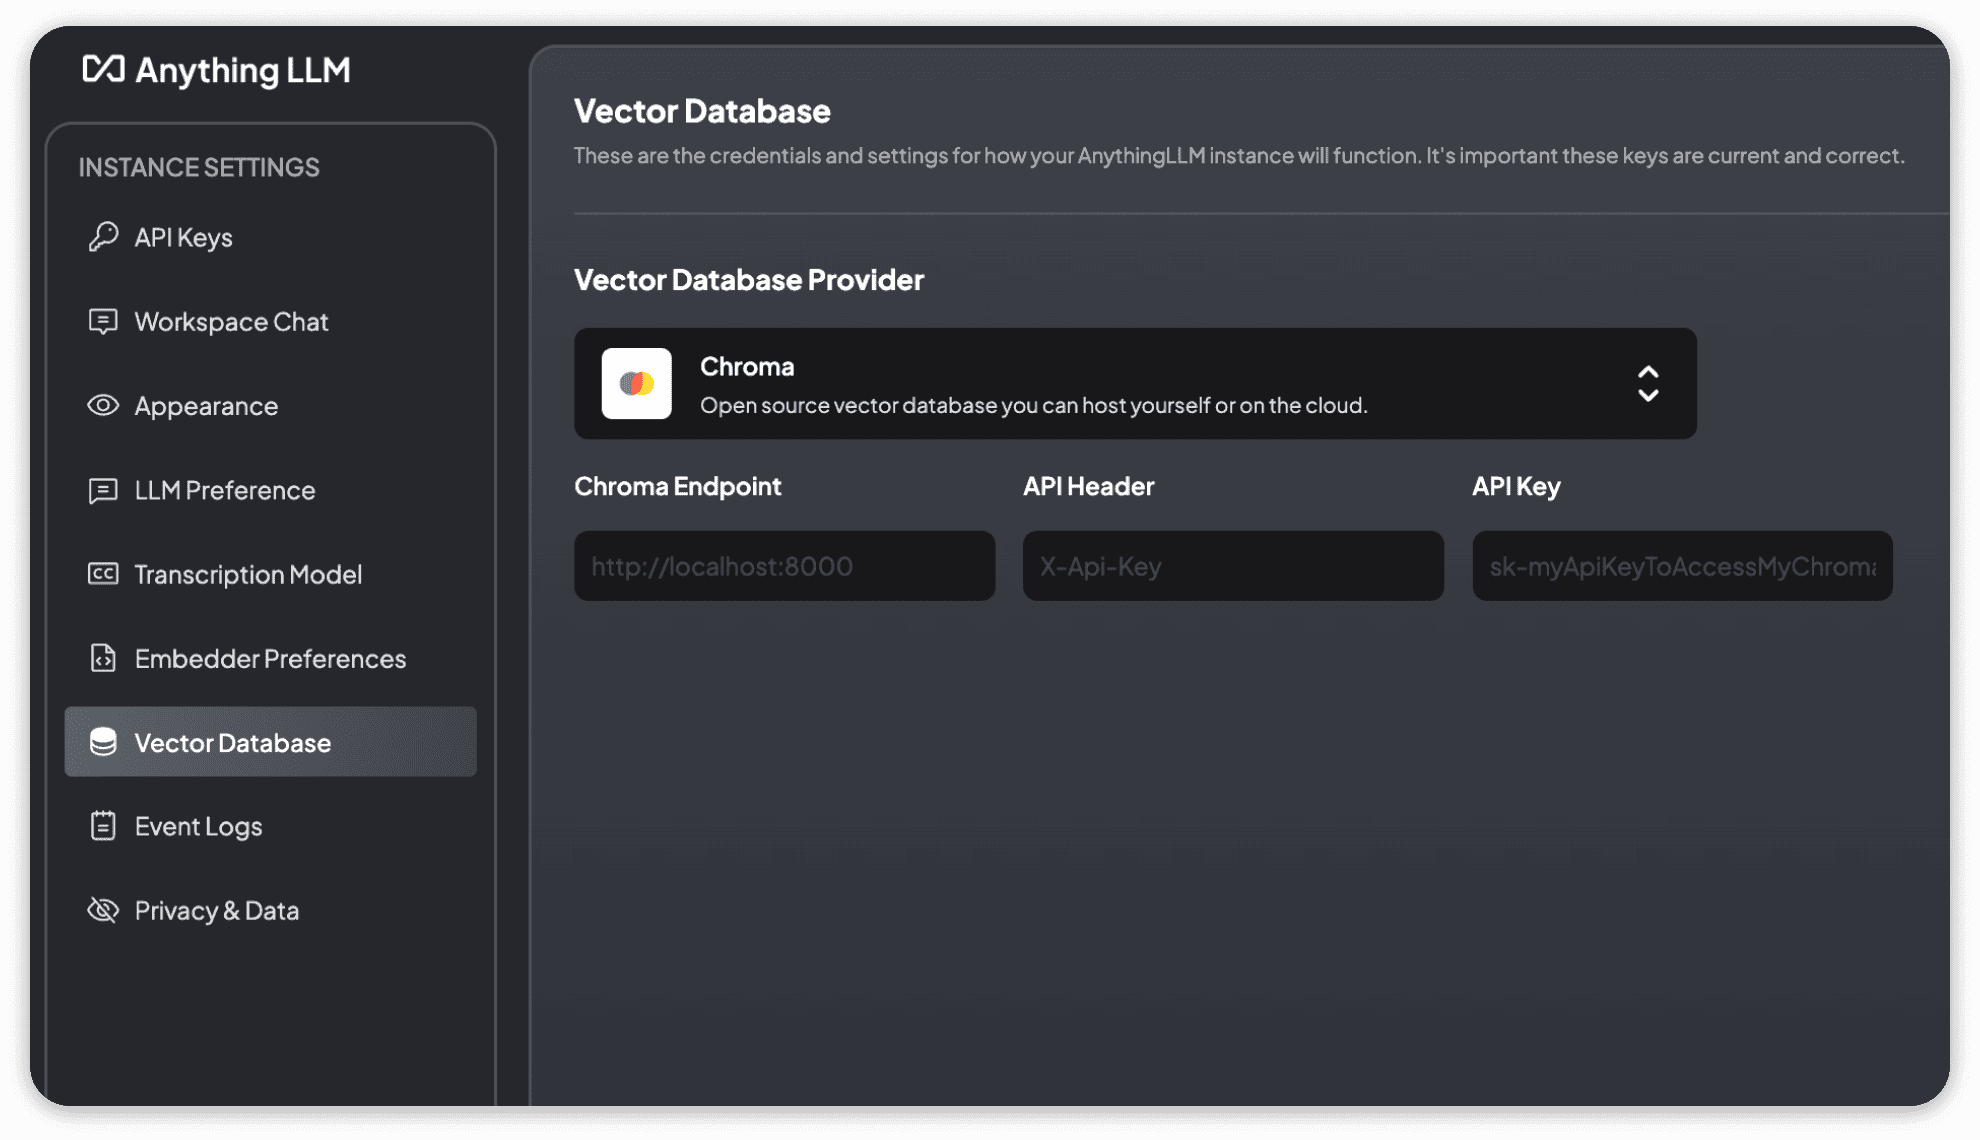 Anything LLM
INSTANCE SETTINGS
API Keys
Workspace Chat
Appearance
LLM Preference
Transcription Model
Embedder Preferences
Vector Database
Event Logs
Privacy & Data
Vector Database
These are the credentials and settings for how your AnythingLLM instance will function. It's important these keys are current and correct.
Vector Database Provider
Chroma
Open source vector database you can host yourself or on the cloud.
Chroma Endpoint
http://localhost:8000
API Header
X-Api-Key
API Key
sk-myApiKeyToAccessMyChroma